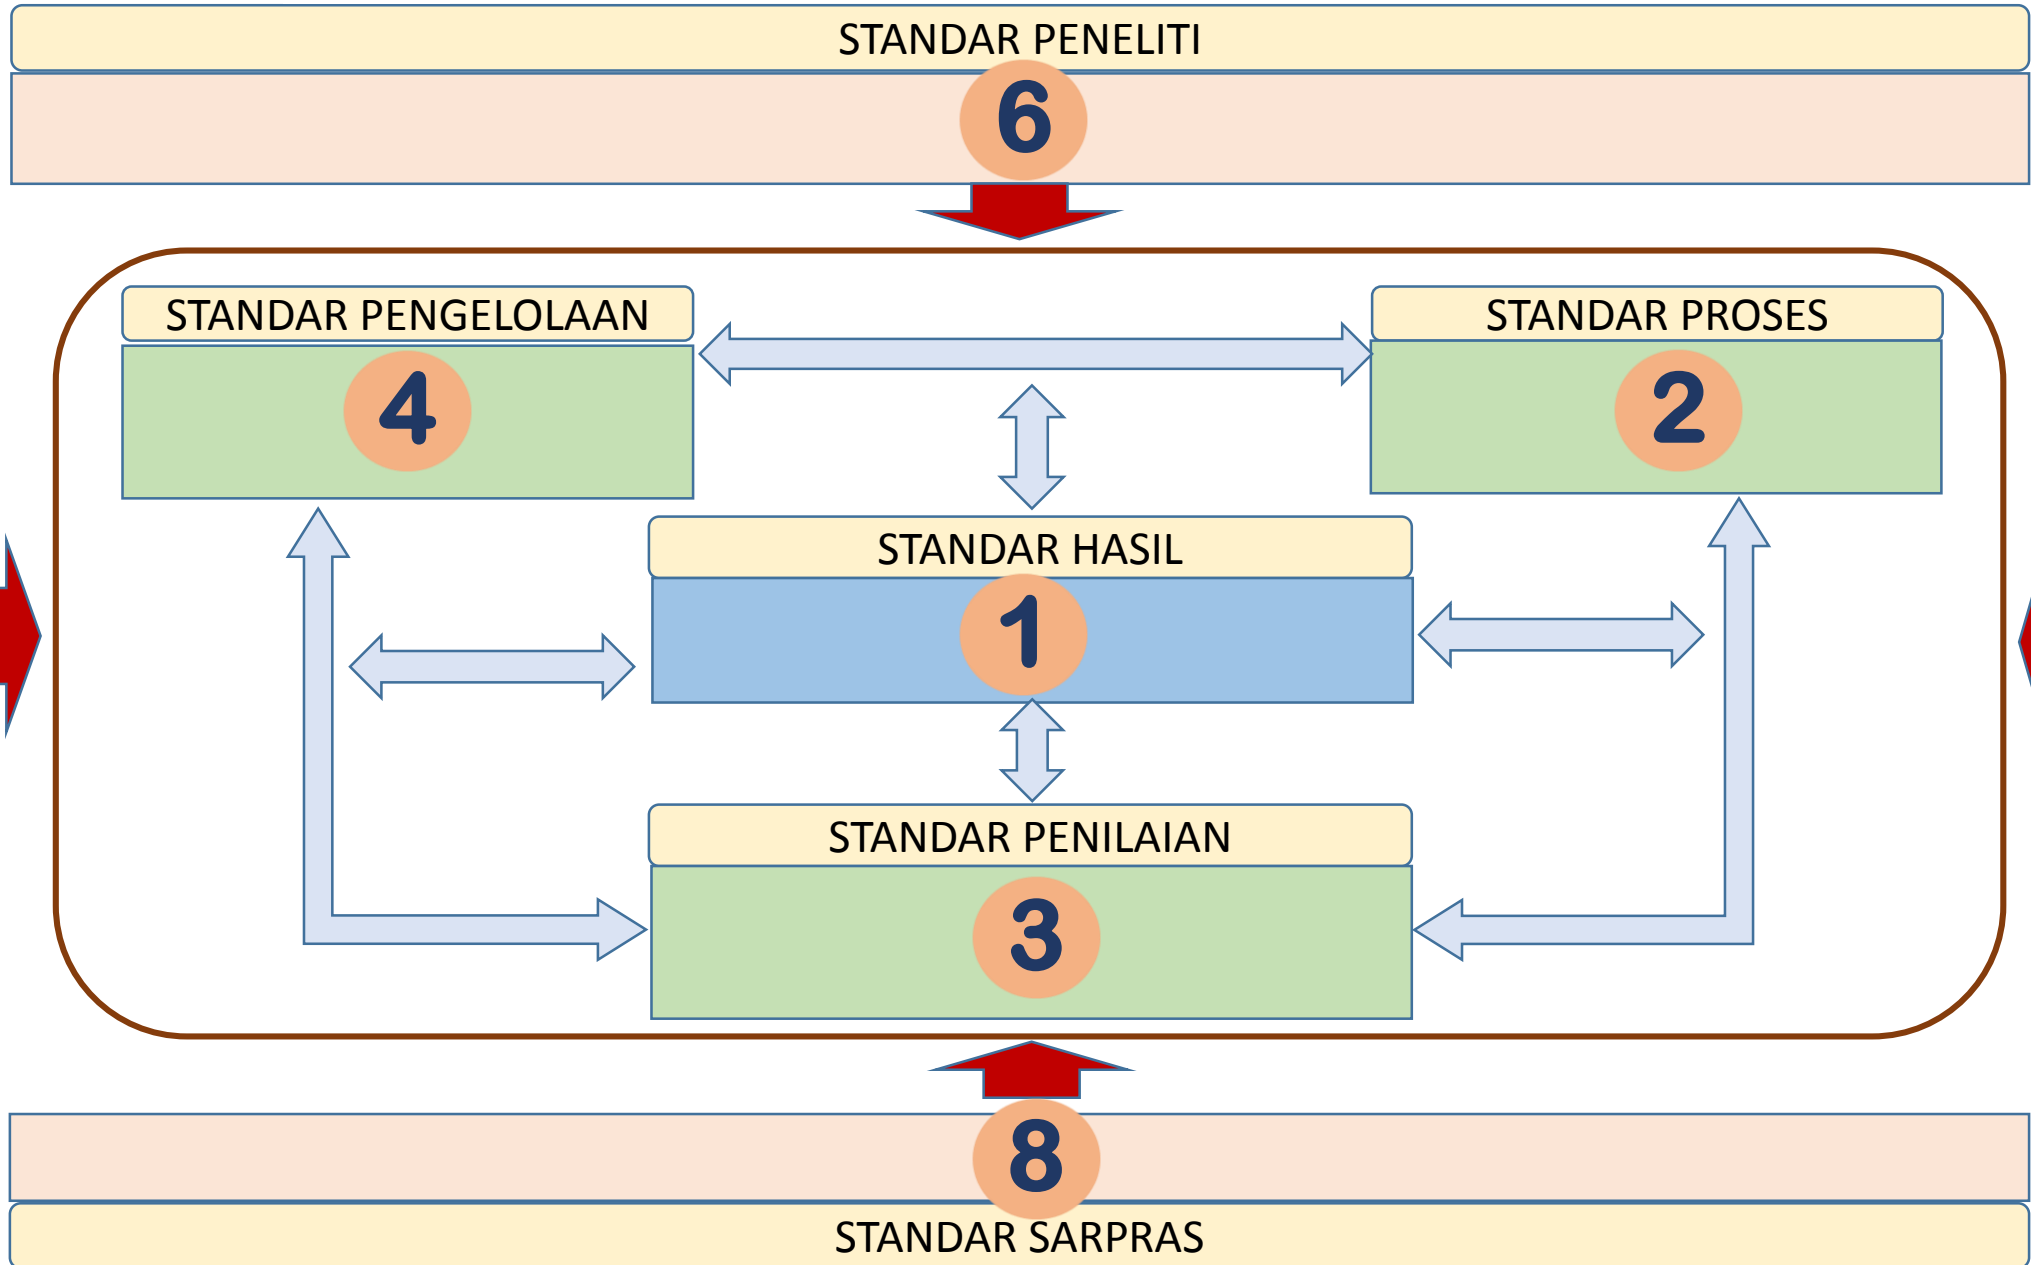 STANDAR PENELITI
6
STANDAR PENGELOLAAN
4
STANDAR PROSES
2
STANDAR HASIL
1
STANDAR PENILAIAN
3
8
STANDAR SARPRAS